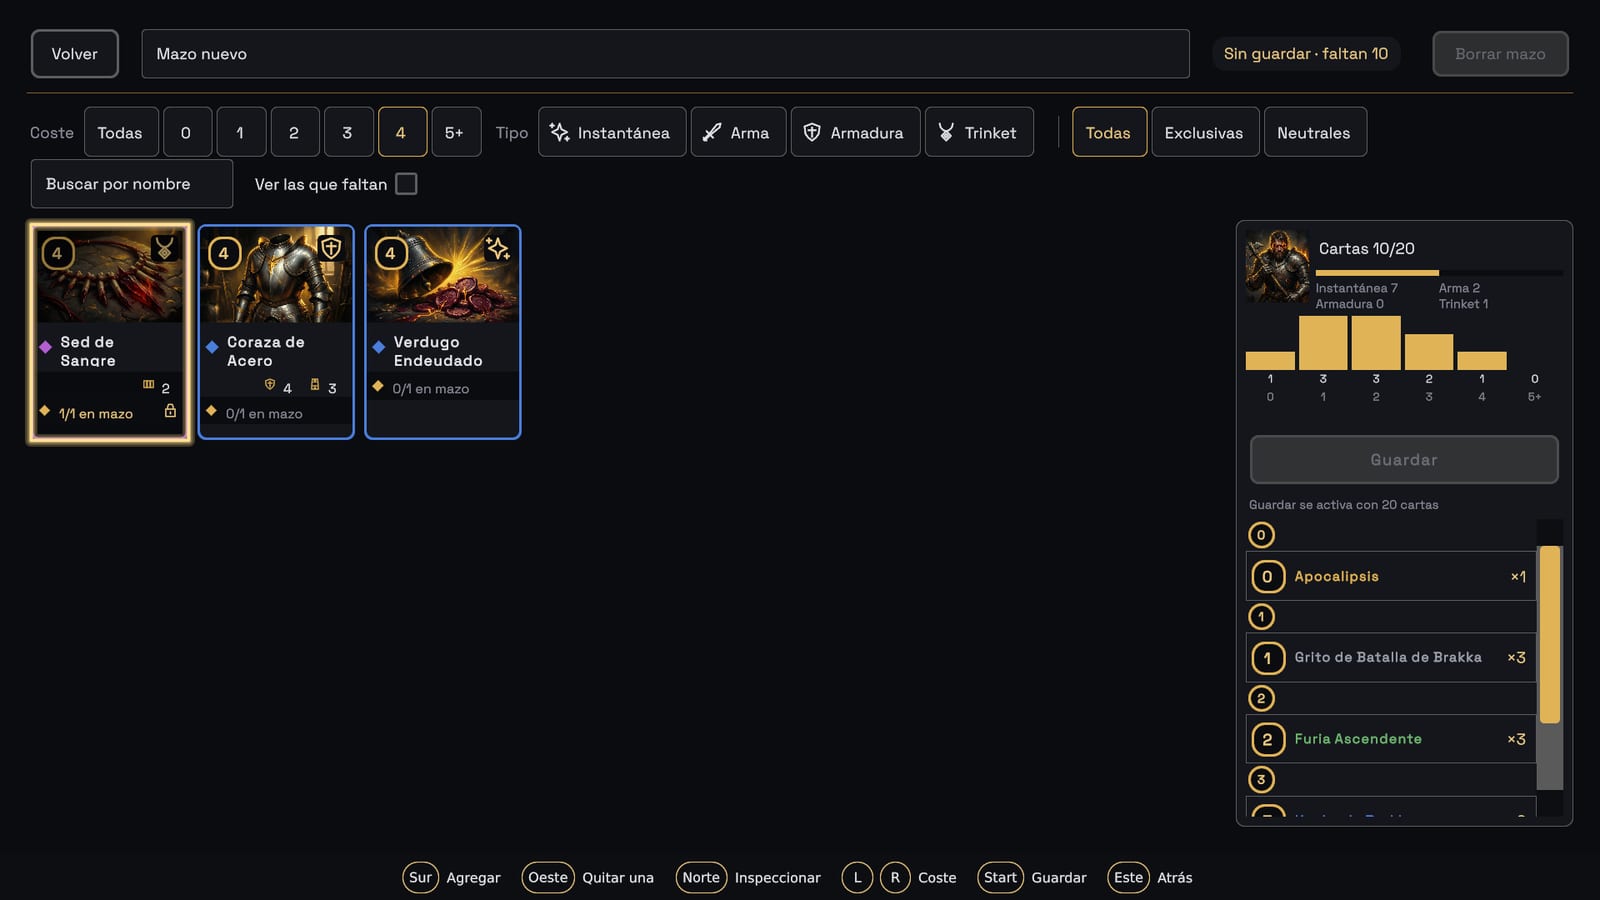 Volver
Mazo nuevo
Sin guardar · faltan 10
Borrar mazo
Coste
Todas
0
1
2
3
4
5+
Tipo
Instantánea
Arma
Armadura
Trinket
Todas
Exclusivas
Neutrales
Buscar por nombre
Ver las que faltan
4
Sed de
Sangre
2
1/1 en mazo
4
Coraza de
Acero
4
3
0/1 en mazo
4
Verdugo
Endeudado
0/1 en mazo
Cartas 10/20
Instantánea 7
Arma 2
Armadura 0
Trinket 1
1 3 3 2 1 0
0 1 2 3 4 5+
Guardar
Guardar se activa con 20 cartas
0
0 Apocalipsis ×1
1
1 Grito de Batalla de Brakka ×3
2
2 Furia Ascendente ×3
3
Sur Agregar
Oeste Quitar una
Norte Inspeccionar
L R Coste
Start Guardar
Este Atrás